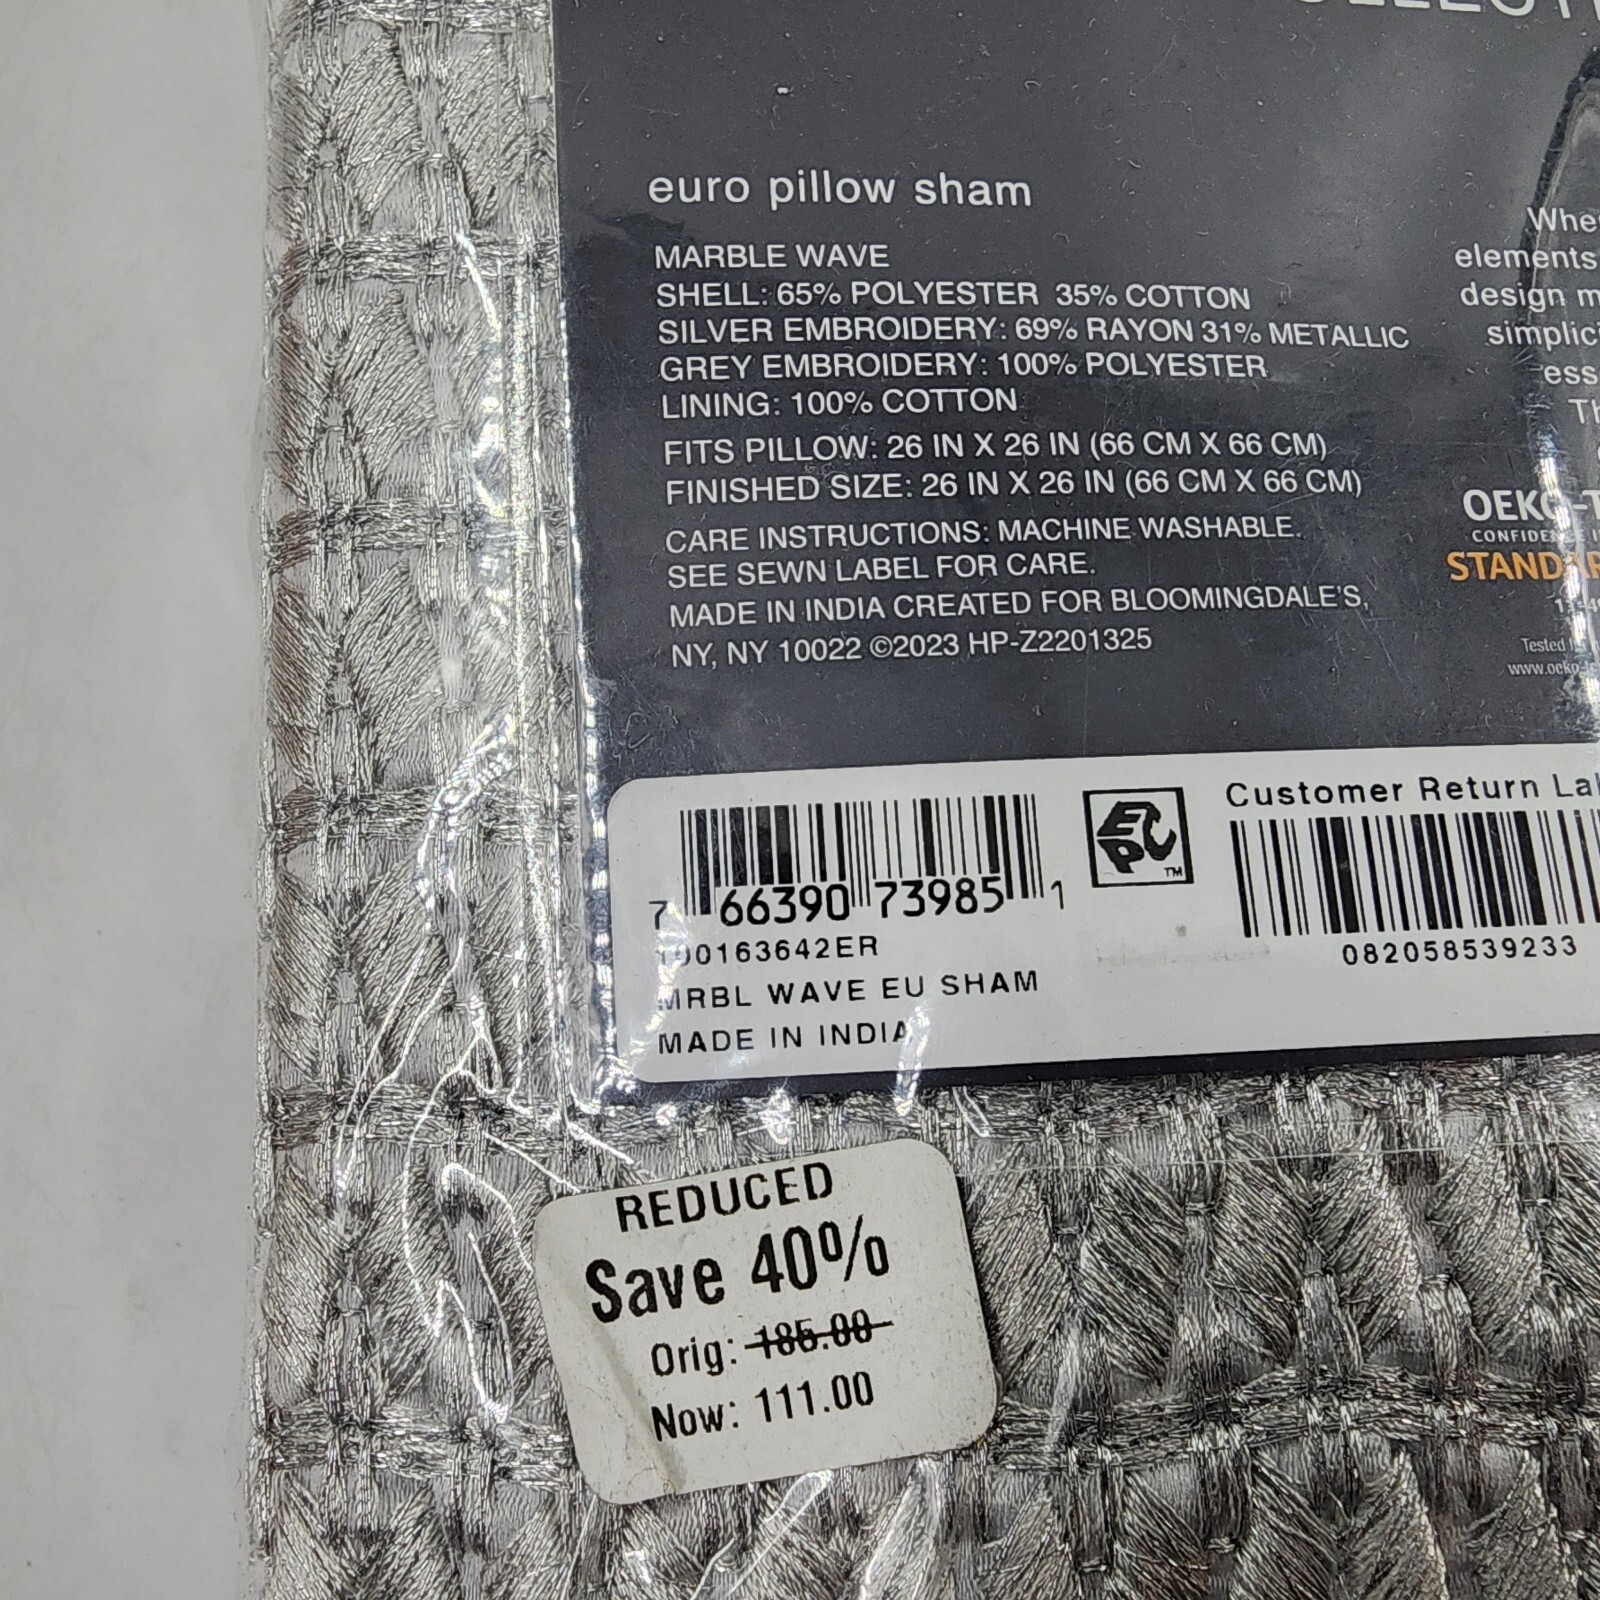 euro pillow sham
MARBLE WAVE
SHELL: 65% POLYESTER 35% COTTON
SILVER EMBROIDERY: 69% RAYON 31% METALLIC
GREY EMBROIDERY: 100% POLYESTER
LINING: 100% COTTON
FITS PILLOW: 26 IN X 26 IN (66 CM X 66 CM)
FINISHED SIZE: 26 IN X 26 IN (66 CM X 66 CM)
CARE INSTRUCTIONS: MACHINE WASHABLE.
SEE SEWN LABEL FOR CARE.
MADE IN INDIA CREATED FOR BLOOMINGDALE'S,
NY, NY 10022 ©2023 HP-Z2201325
elements
design
Tested
7 66390 73985 1
100163642ER
MRBL WAVE EU SHAM
MADE IN INDIA
EPC TM
Customer Return
082058539233
REDUCED
Save 40%
Orig: 185.00
Now: 111.00